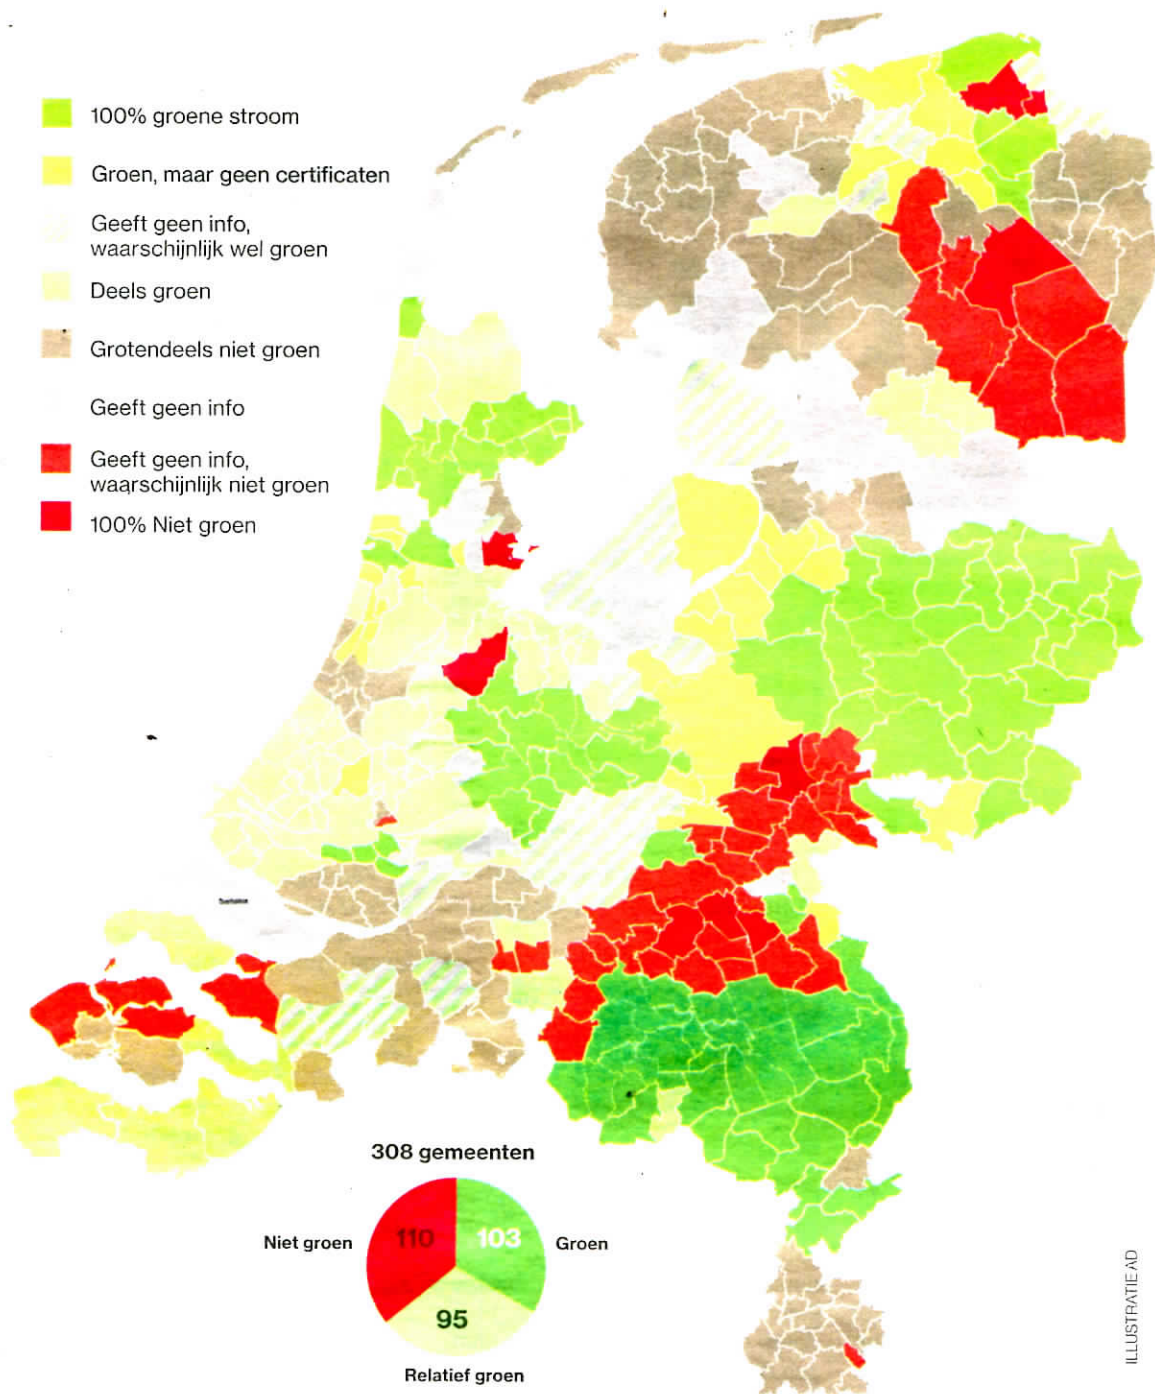 100% groene stroom
Groen, maar geen certificaten
Geeft geen info,
waarschijnlijk wel groen
Deels groen
Grotendeels niet groen
Geeft geen info
Geeft geen info,
waarschijnlijk niet groen
100% Niet groen
308 gemeenten
Niet groen
110
103
Groen
95
Relatief groen
ILLUSTRATIE AD